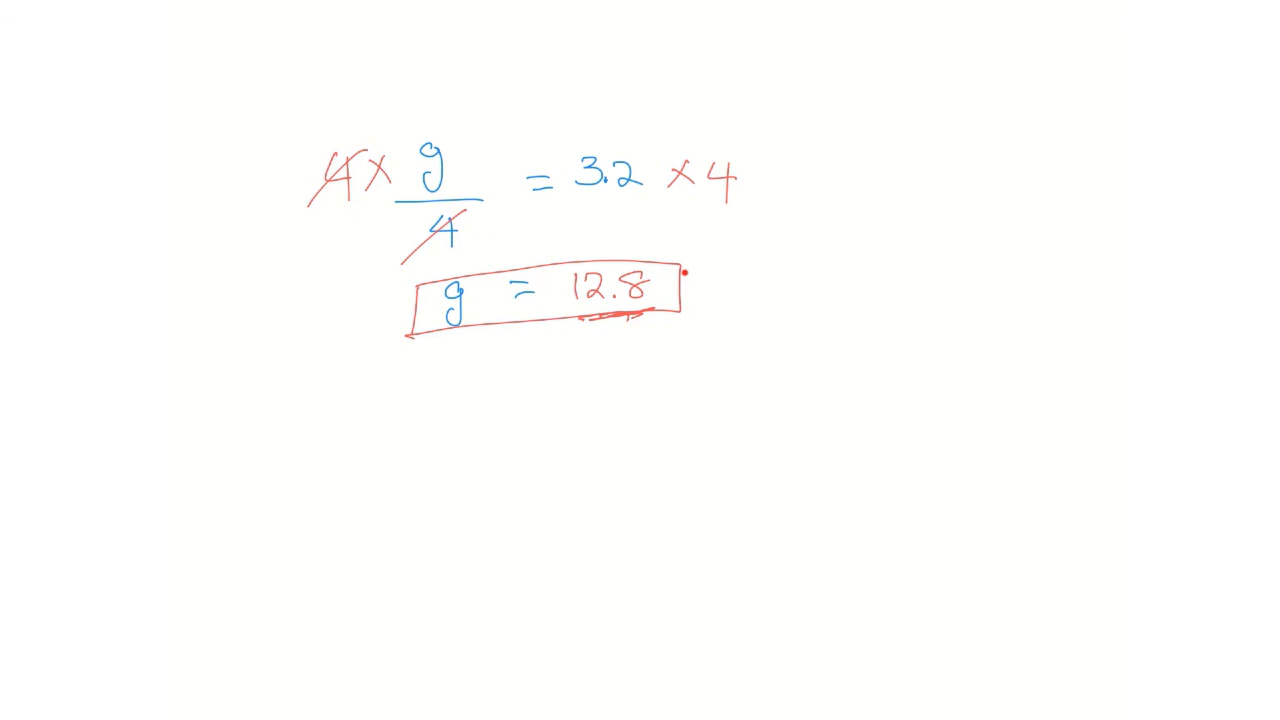 4 × g/4 = 3.2 × 4
g = 12.8